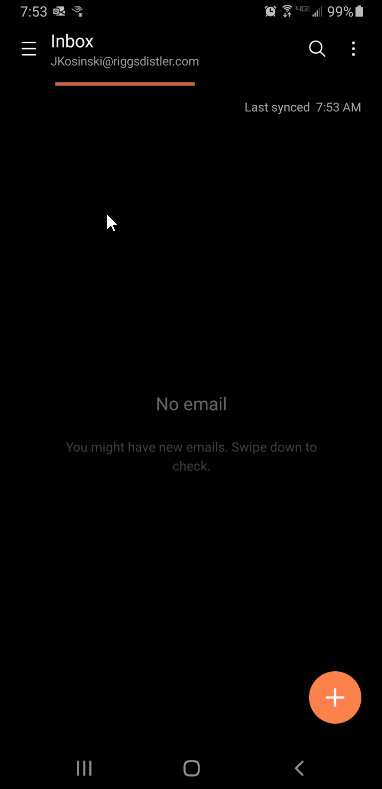 7:53 99%
Inbox
JKosinski@riggsdistler.com
Last synced 7:53 AM
No email
You might have new emails. Swipe down to
check.